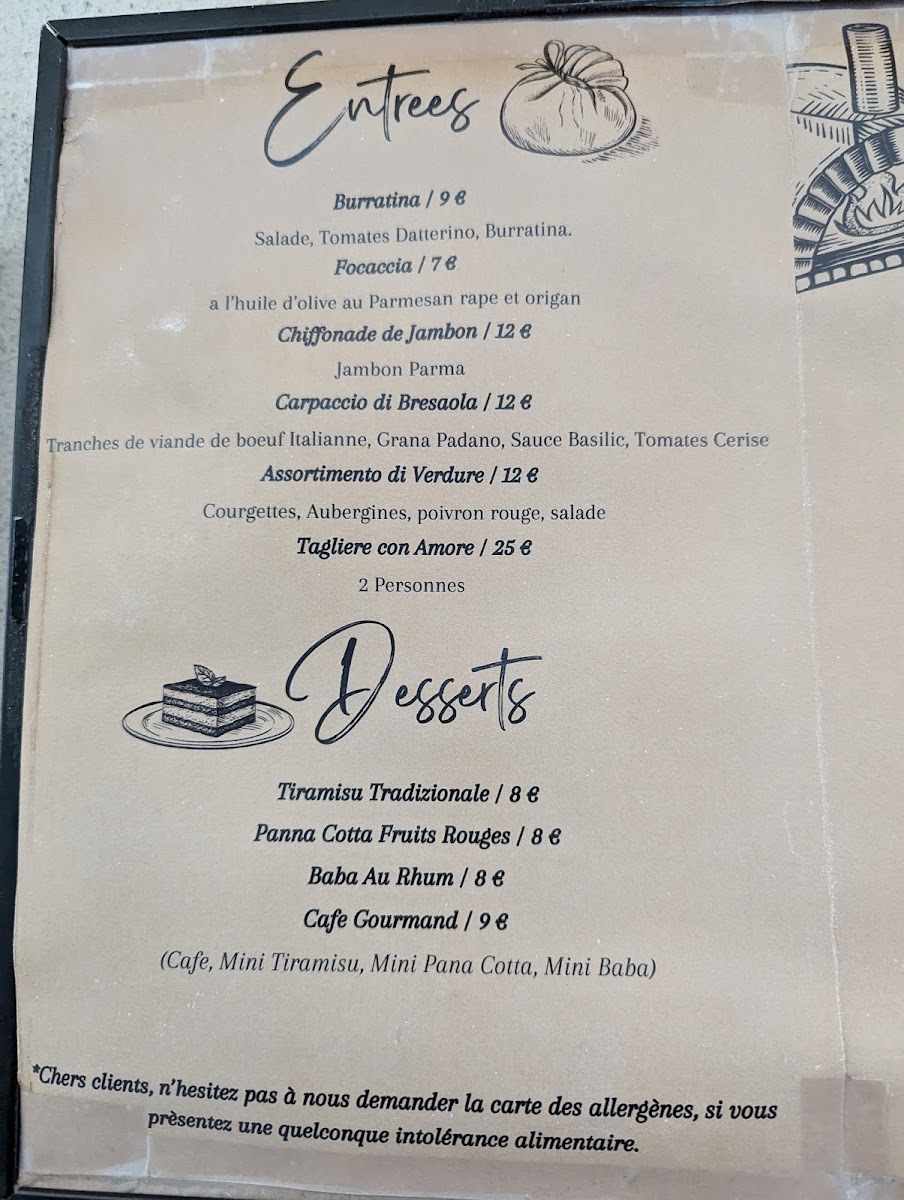 Entrees
Burratina / 9 €
Salade, Tomates Datterino, Burratina.
Focaccia / 7 €
a l'huile d'olive au Parmesan rape et origan
Chiffonade de Jambon / 12 €
Jambon Parma
Carpaccio di Bresaola / 12 €
Tranches de viande de boeuf Italianne, Grana Padano, Sauce Basilic, Tomates Cerise
Assortimento di Verdure / 12 €
Courgettes, Aubergines, poivron rouge, salade
Tagliere con Amore / 25 €
2 Personnes
Desserts
Tiramisu Tradizionale / 8 €
Panna Cotta Fruits Rouges / 8 €
Baba Au Rhum / 8 €
Cafe Gourmand / 9 €
(Cafe, Mini Tiramisu, Mini Pana Cotta, Mini Baba)
*Chers clients, n'hesitez pas à nous demander la carte des allergènes, si vous
prèsentez une quelconque intolérance alimentaire.